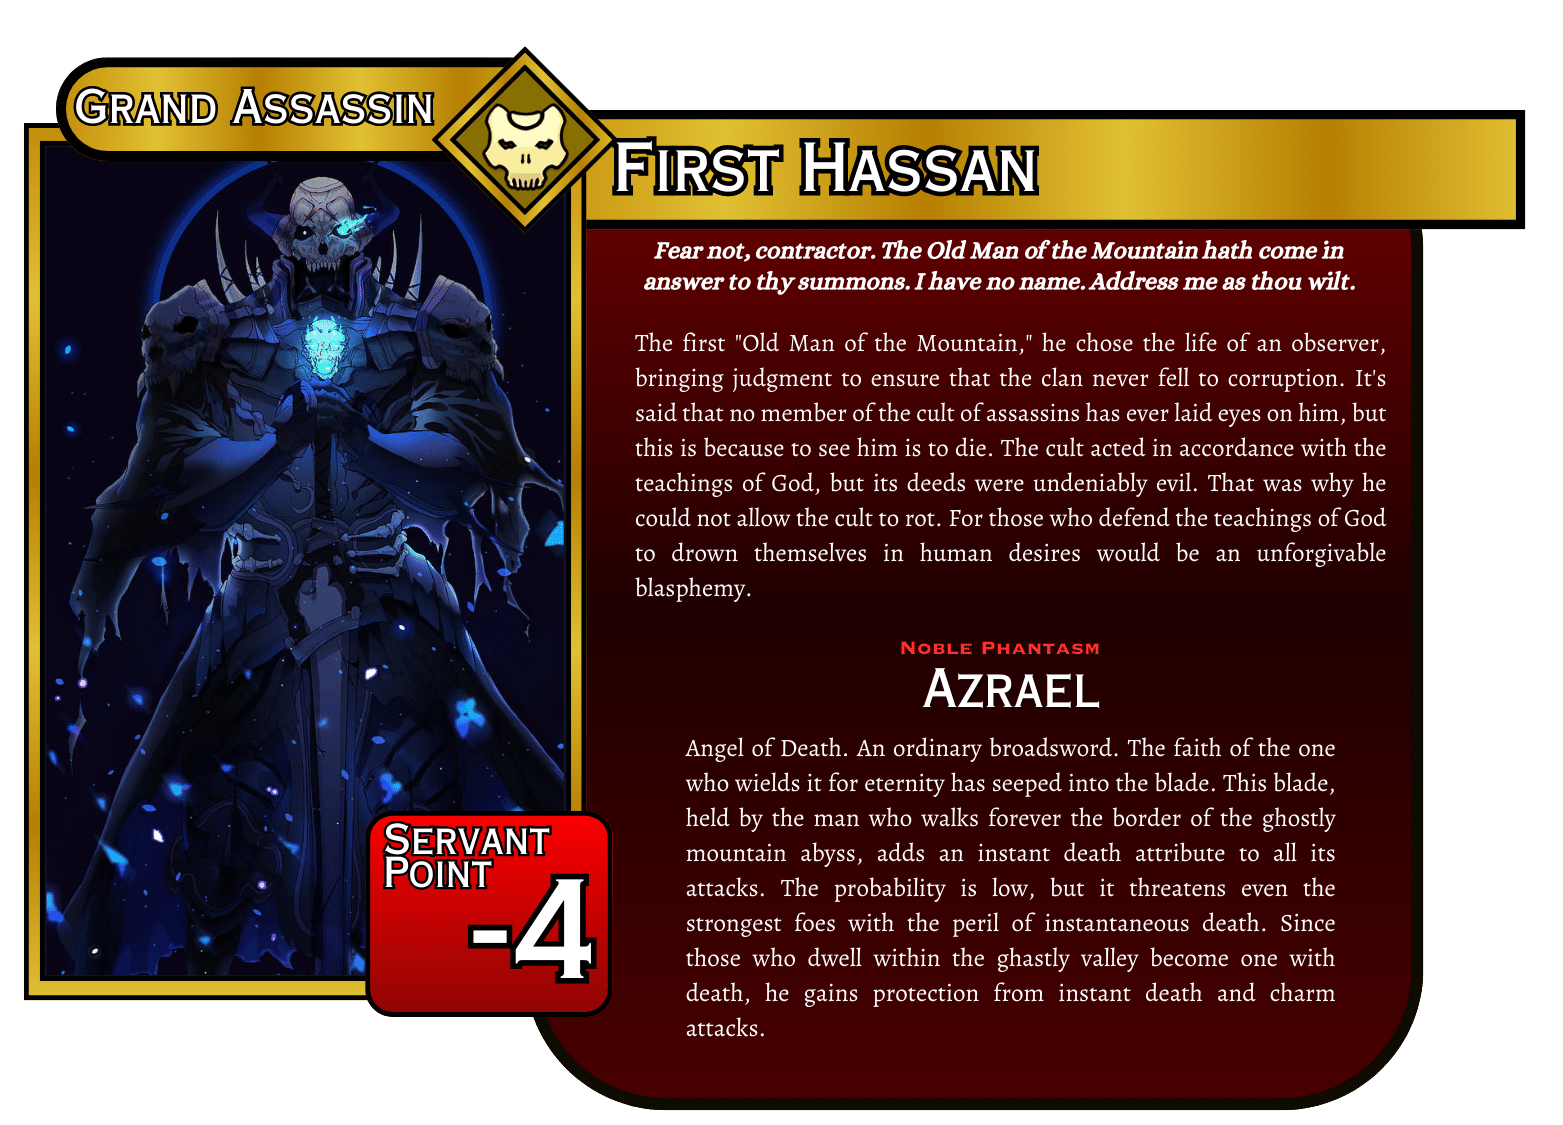 Grand Assassin
First Hassan
Fear not, contractor. The Old Man of the Mountain hath come in
answer to thy summons. I have no name. Address me as thou wilt.
The first "Old Man of the Mountain," he chose the life of an observer,
bringing judgment to ensure that the clan never fell to corruption. It's
said that no member of the cult of assassins has ever laid eyes on him, but
this is because to see him is to die. The cult acted in accordance with the
teachings of God, but its deeds were undeniably evil. That was why he
could not allow the cult to rot. For those who defend the teachings of God
to drown themselves in human desires would be an unforgivable
blasphemy.
Noble Phantasm
Azrael
Angel of Death. An ordinary broadsword. The faith of the one
who wields it for eternity has seeped into the blade. This blade,
held by the man who walks forever the border of the ghostly
mountain abyss, adds an instant death attribute to all its
attacks. The probability is low, but it threatens even the
strongest foes with the peril of instantaneous death. Since
those who dwell within the ghastly valley become one with
death, he gains protection from instant death and charm
attacks.
Servant
Point
-4